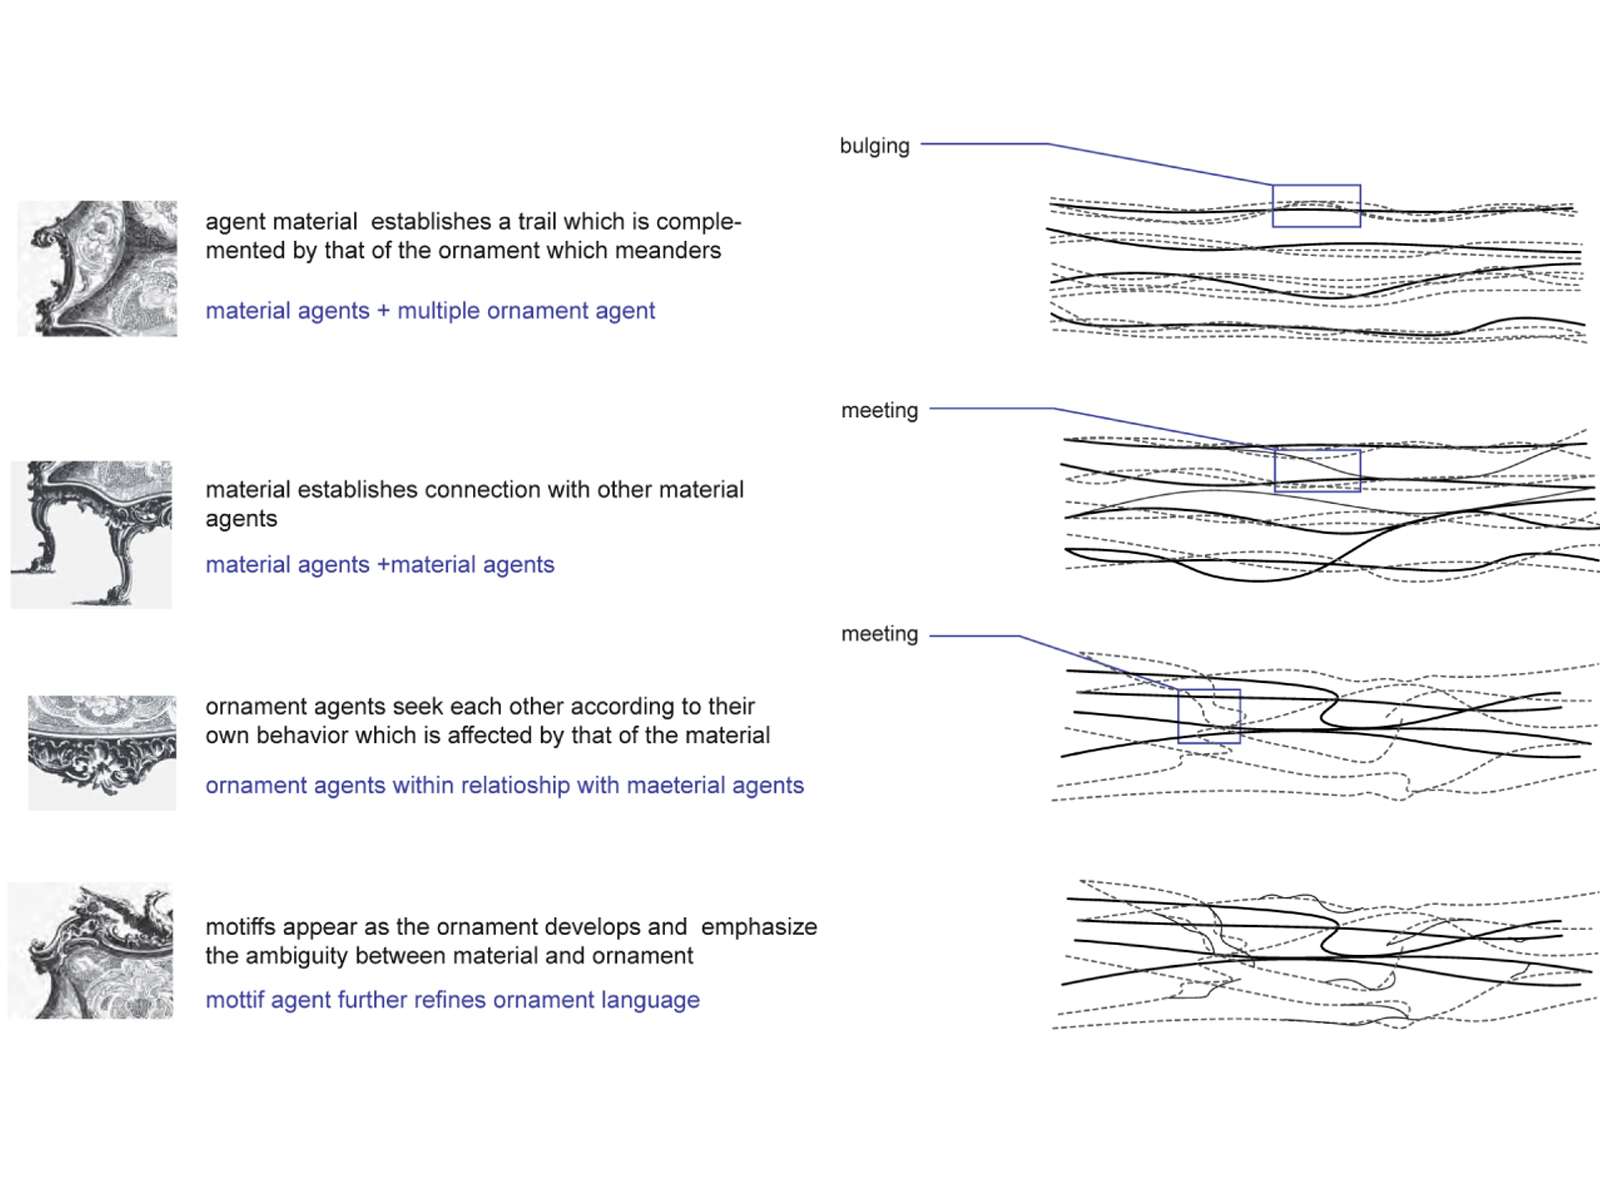 bulging
agent material  establishes a trail which is comple-
mented by that of the ornament which meanders
material agents + multiple ornament agent
meeting
material establishes connection with other material
agents
material agents +material agents
meeting
ornament agents seek each other according to their
own behavior which is affected by that of the material
ornament agents within relatioship with maeterial agents
motiffs appear as the ornament develops and  emphasize
the ambiguity between material and ornament
mottif agent further refines ornament language